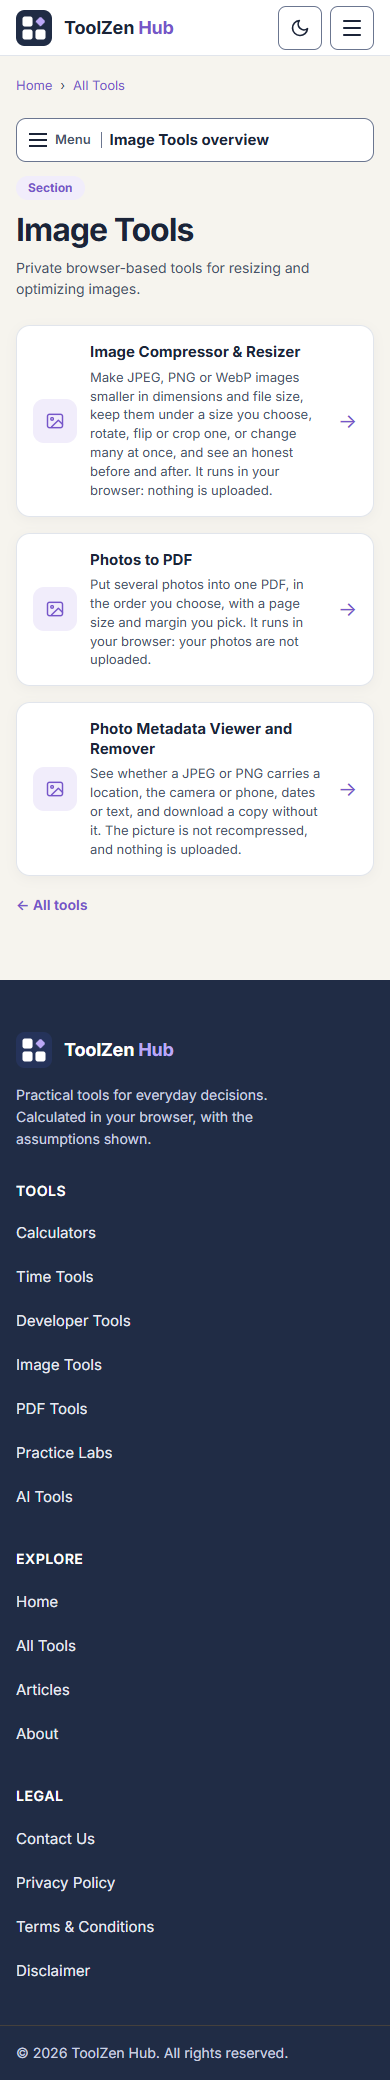 ToolZen Hub
Home › All Tools
Menu | Image Tools overview
Section
Image Tools
Private browser-based tools for resizing and
optimizing images.
Image Compressor & Resizer
Make JPEG, PNG or WebP images
smaller in dimensions and file size,
keep them under a size you choose,
rotate, flip or crop one, or change
many at once, and see an honest
before and after. It runs in your
browser: nothing is uploaded.
→
Photos to PDF
Put several photos into one PDF, in
the order you choose, with a page
size and margin you pick. It runs in
your browser: your photos are not
uploaded.
→
Photo Metadata Viewer and
Remover
See whether a JPEG or PNG carries a
location, the camera or phone, dates
or text, and download a copy without
it. The picture is not recompressed,
and nothing is uploaded.
→
← All tools
ToolZen Hub
Practical tools for everyday decisions.
Calculated in your browser, with the
assumptions shown.
TOOLS
Calculators
Time Tools
Developer Tools
Image Tools
PDF Tools
Practice Labs
AI Tools
EXPLORE
Home
All Tools
Articles
About
LEGAL
Contact Us
Privacy Policy
Terms & Conditions
Disclaimer
© 2026 ToolZen Hub. All rights reserved.